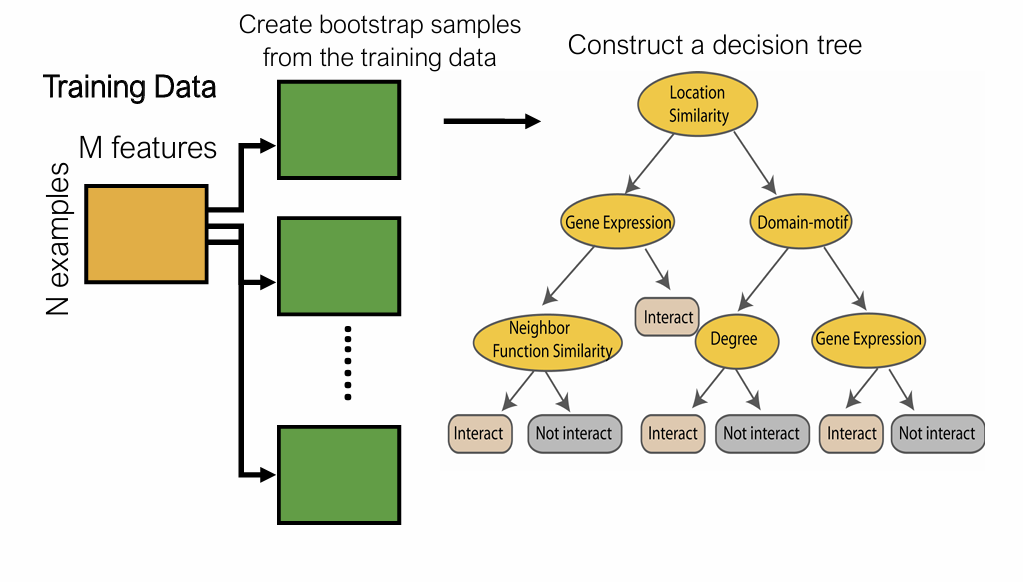 Create bootstrap samples
from the training data
Construct a decision tree
Training Data
M features
N examples
Location
Similarity
Gene Expression
Domain-motif
Interact
Neighbor
Function Similarity
Degree
Gene Expression
Interact
Not interact
Interact
Not interact
Interact
Not interact